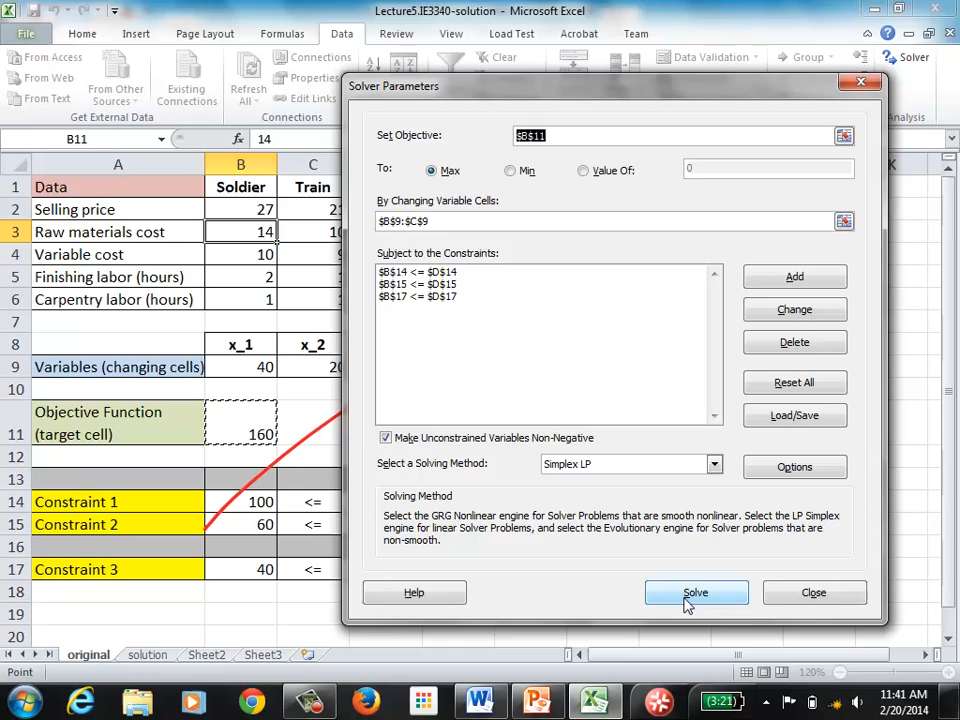 Lecture5.IE3340-solution - Microsoft Excel
File Home Insert Page Layout Formulas Data Review View Load Test Acrobat Team
From Access
From Web
From Text
From Other
Sources
Existing
Connections
Refresh
All
Connections
Properties
Edit Links
Clear
Data Validation
Group
Solver
Get External Data
Connections
Analysis
B11 fx 14
A B C K
1 Data Soldier Train
2 Selling price 27 21
3 Raw materials cost 14 10
4 Variable cost 10
5 Finishing labor (hours) 2
6 Carpentry labor (hours) 1
7
8 x_1 x_2
9 Variables (changing cells) 40 20
10
Objective Function
11 (target cell) 160
12
13
14 Constraint 1 100 <=
15 Constraint 2 60 <=
16
17 Constraint 3 40 <=
18
19
20
original solution Sheet2 Sheet3
Point 120%
Solver Parameters
Set Objective: $B$11
To: Max Min Value Of: 0
By Changing Variable Cells:
$B$9:$C$9
Subject to the Constraints:
$B$14 <= $D$14
$B$15 <= $D$15
$B$17 <= $D$17
Add
Change
Delete
Reset All
Load/Save
Make Unconstrained Variables Non-Negative
Select a Solving Method: Simplex LP Options
Solving Method
Select the GRG Nonlinear engine for Solver Problems that are smooth nonlinear. Select the LP Simplex
engine for linear Solver Problems, and select the Evolutionary engine for Solver problems that are
non-smooth.
Help Solve Close
(3:21)
11:41 AM
2/20/2014